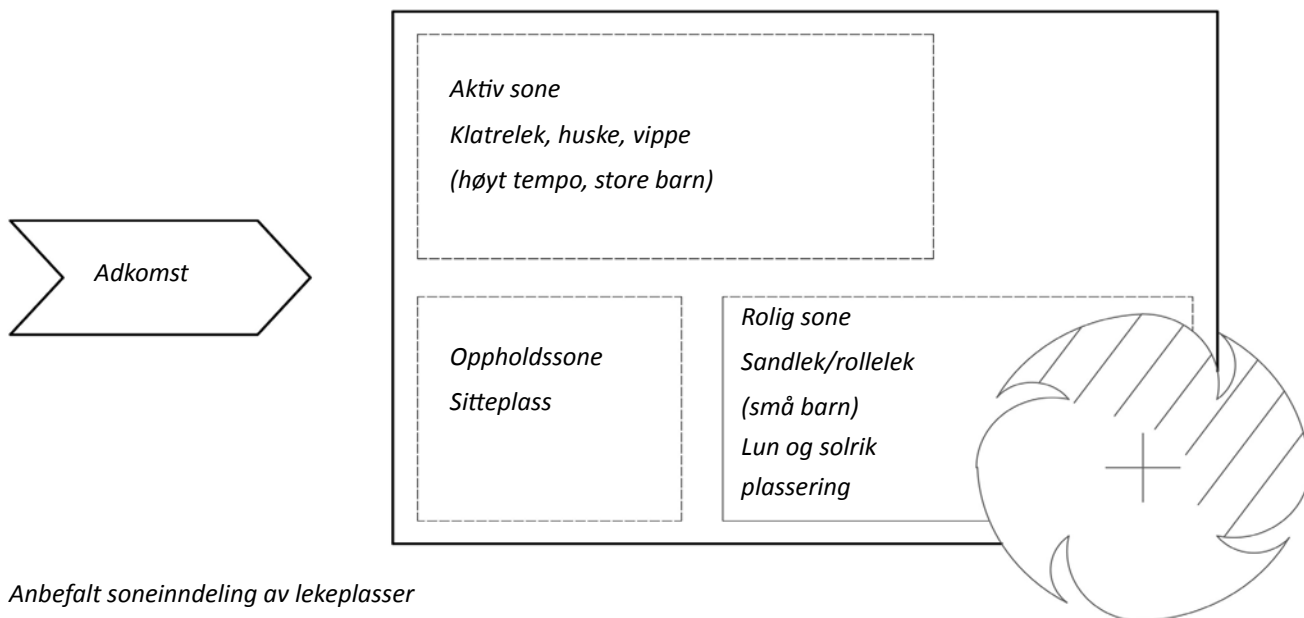 Aktiv sone
Klatrelek, huske, vippe
(høyt tempo, store barn)
Adkomst
Oppholdssone
Sitteplass
Rolig sone
Sandlek/rollelek
(små barn)
Lun og solrik
plassering
Anbefalt soneinndeling av lekeplasser